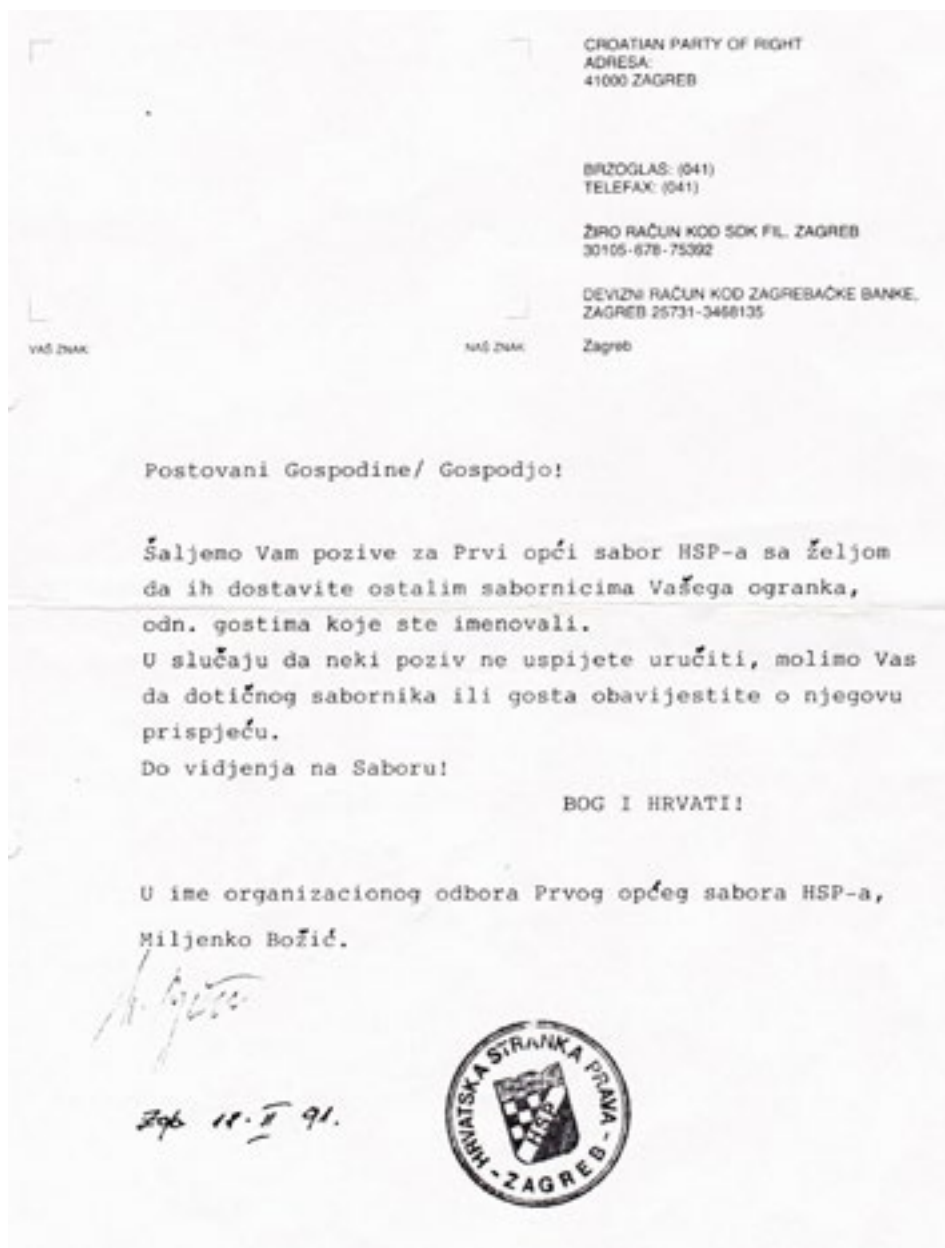 CROATIAN PARTY OF RIGHT
ADRESA:
41000 ZAGREB
BRZOGLAS: (041)
TELEFAX: (041)
ŽIRO RAČUN KOD SDK FIL. ZAGREB
30105-678-75392
DEVIZNI RAČUN KOD ZAGREBAČKE BANKE,
ZAGREB 25731-3468135
VAŠ ZNAK
NAŠ ZNAK
Zagreb
Postovani Gospodine/ Gospodjo!
Šaljemo Vam pozive za Prvi opći sabor HSP-a sa željom
da ih dostavite ostalim sabornicima Vašega ogranka,
odn. gostima koje ste imenovali.
U slučaju da neki poziv ne uspijete uručiti, molimo Vas
da dotičnog sabornika ili gosta obavijestite o njegovu
prispjeću.
Do vidjenja na Saboru!
BOG I HRVATI!
U ime organizacionog odbora Prvog općeg sabora HSP-a,
Miljenko Božić.
Zgb II 91.
HRVATSKA STRANKA PRAVA
HSP
- ZAGREB -